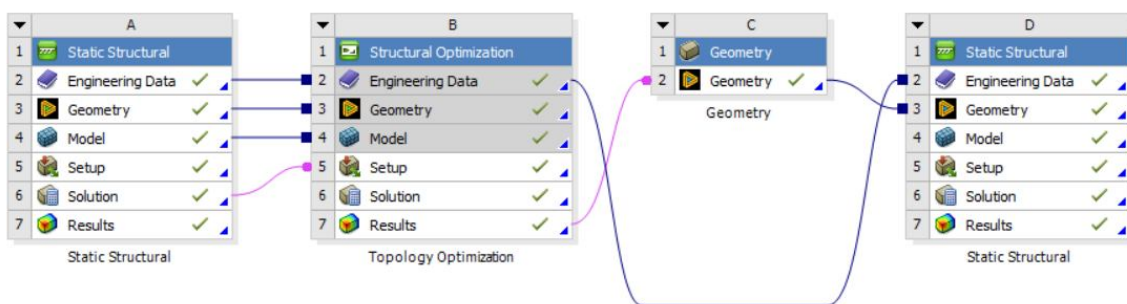 A
1 Static Structural
2 Engineering Data
3 Geometry
4 Model
5 Setup
6 Solution
7 Results
Static Structural
B
1 Structural Optimization
2 Engineering Data
3 Geometry
4 Model
5 Setup
6 Solution
7 Results
Topology Optimization
C
1 Geometry
2 Geometry
Geometry
D
1 Static Structural
2 Engineering Data
3 Geometry
4 Model
5 Setup
6 Solution
7 Results
Static Structural